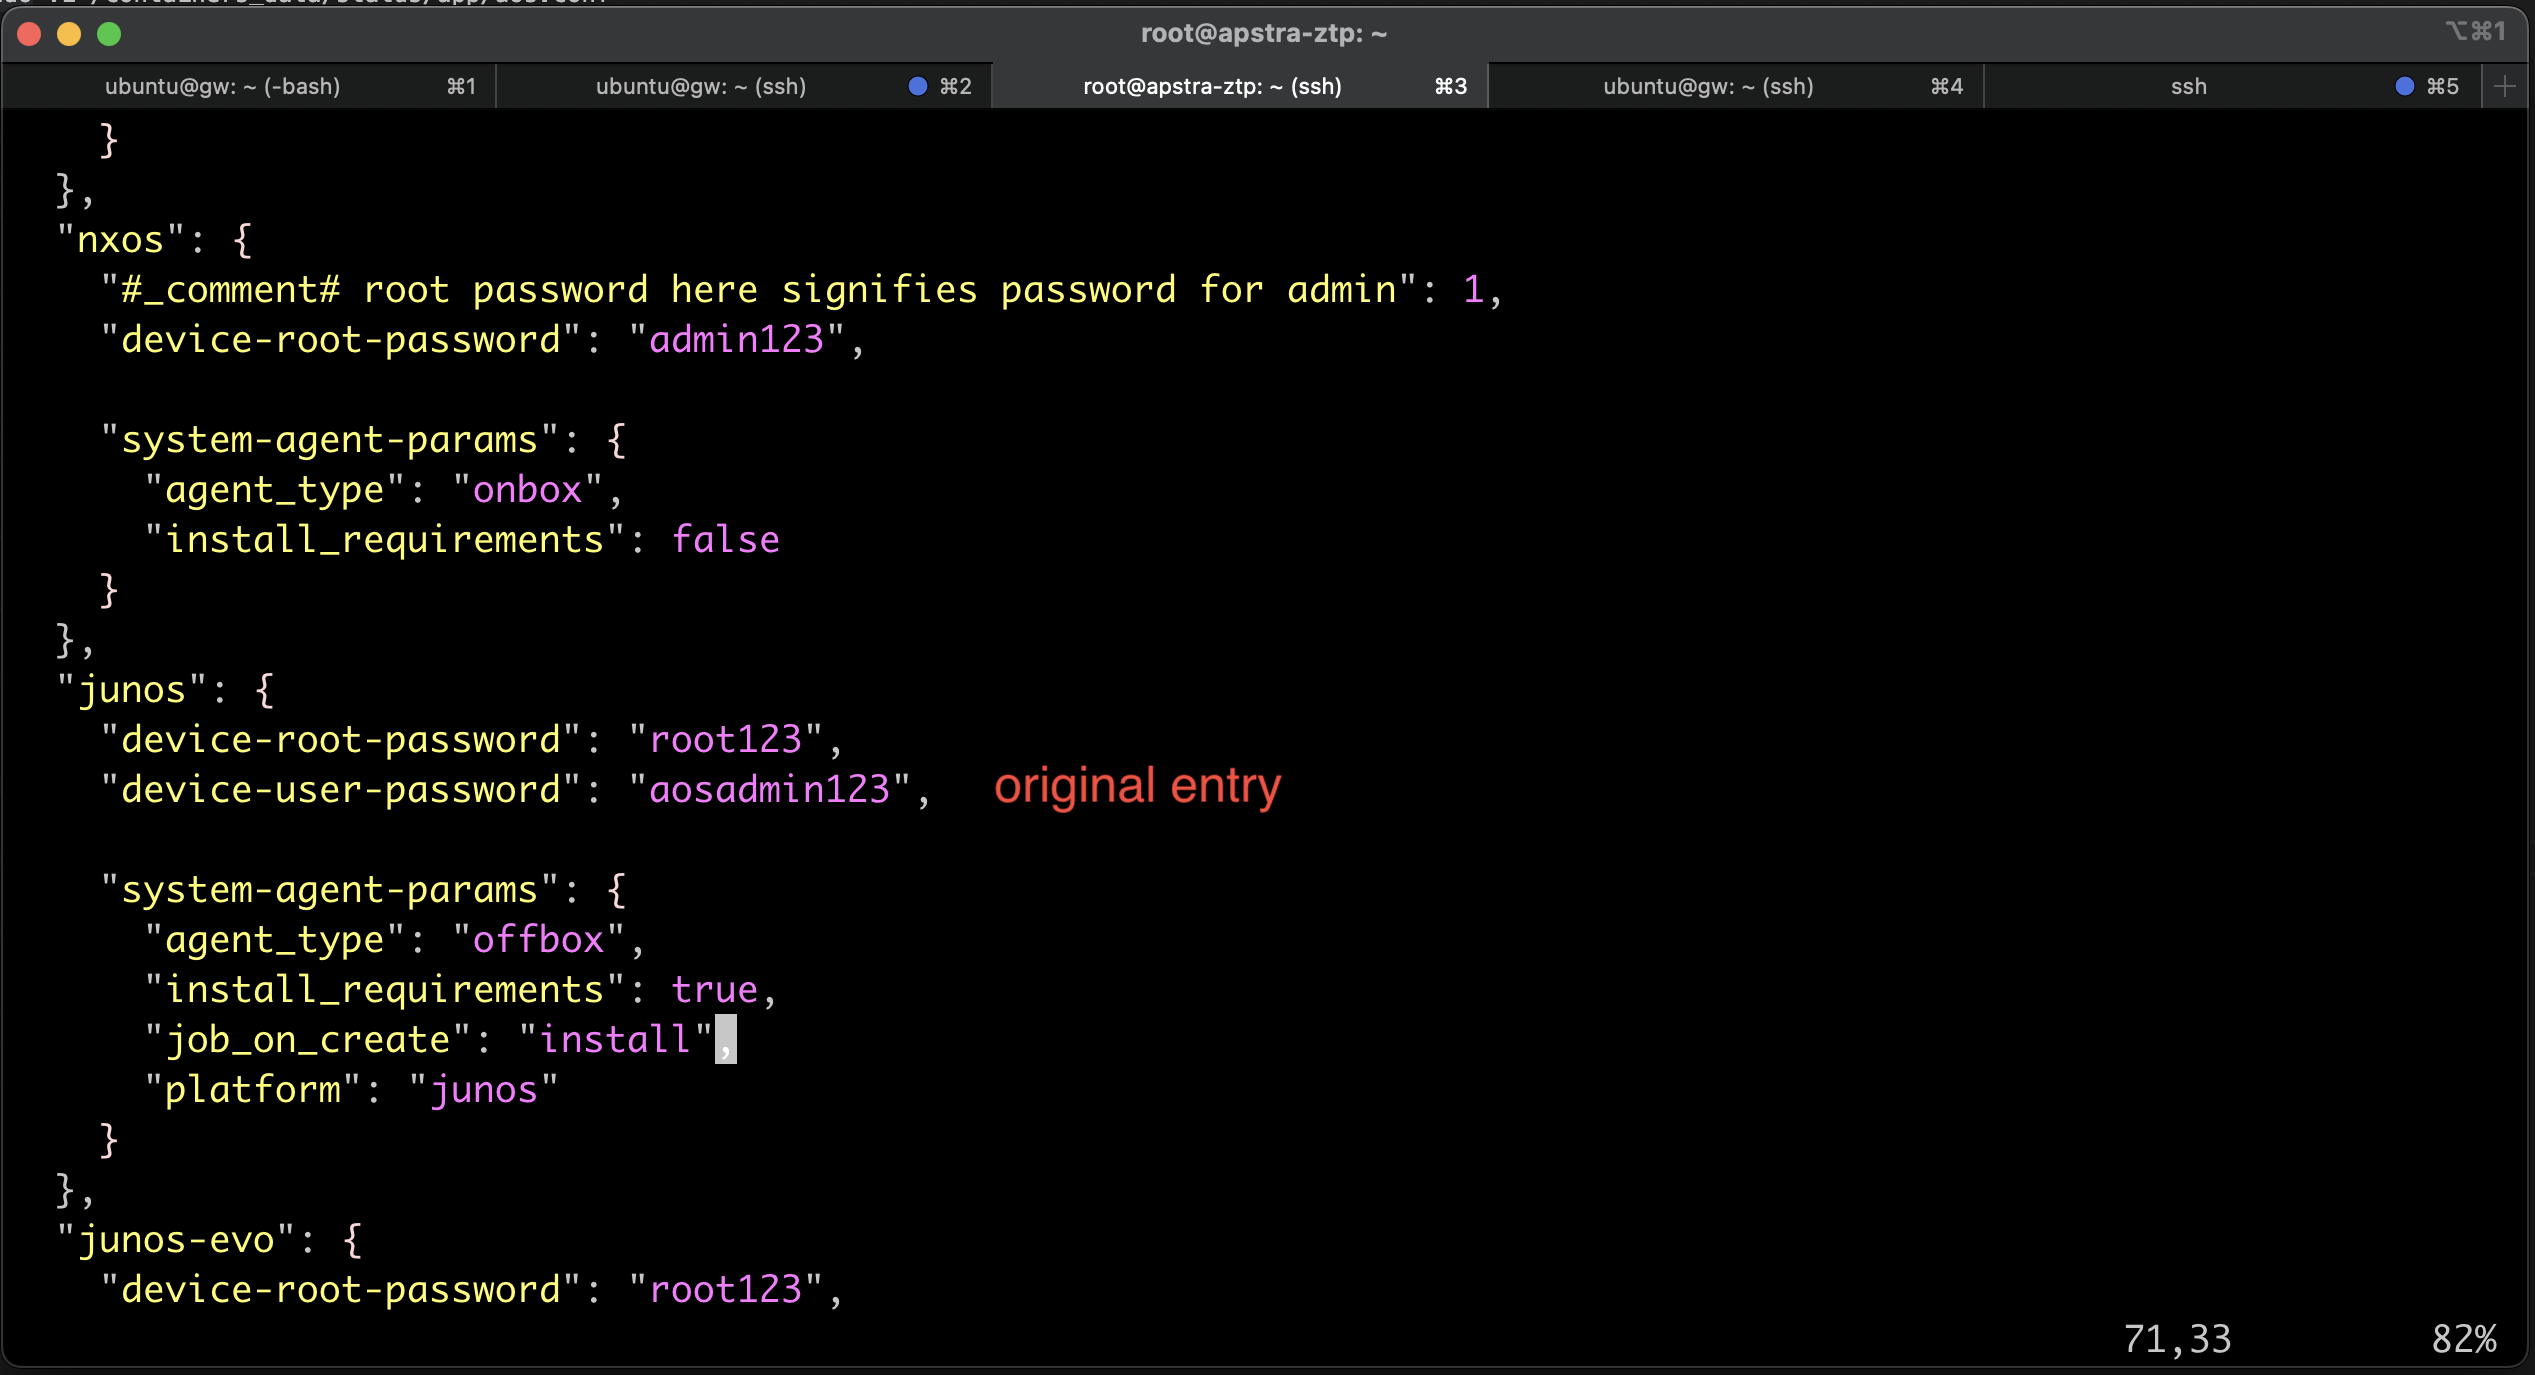 root@apstra-ztp: ~
⌥⌘1
ubuntu@gw: ~ (-bash) ⌘1 ubuntu@gw: ~ (ssh) ⌘2 root@apstra-ztp: ~ (ssh) ⌘3 ubuntu@gw: ~ (ssh) ⌘4 ssh ⌘5 +
}
},
"nxos": {
"#_comment# root password here signifies password for admin": 1,
"device-root-password": "admin123",
"system-agent-params": {
"agent_type": "onbox",
"install_requirements": false
}
},
"junos": {
"device-root-password": "root123",
"device-user-password": "aosadmin123", original entry
"system-agent-params": {
"agent_type": "offbox",
"install_requirements": true,
"job_on_create": "install",
"platform": "junos"
}
},
"junos-evo": {
"device-root-password": "root123",
71,33 82%